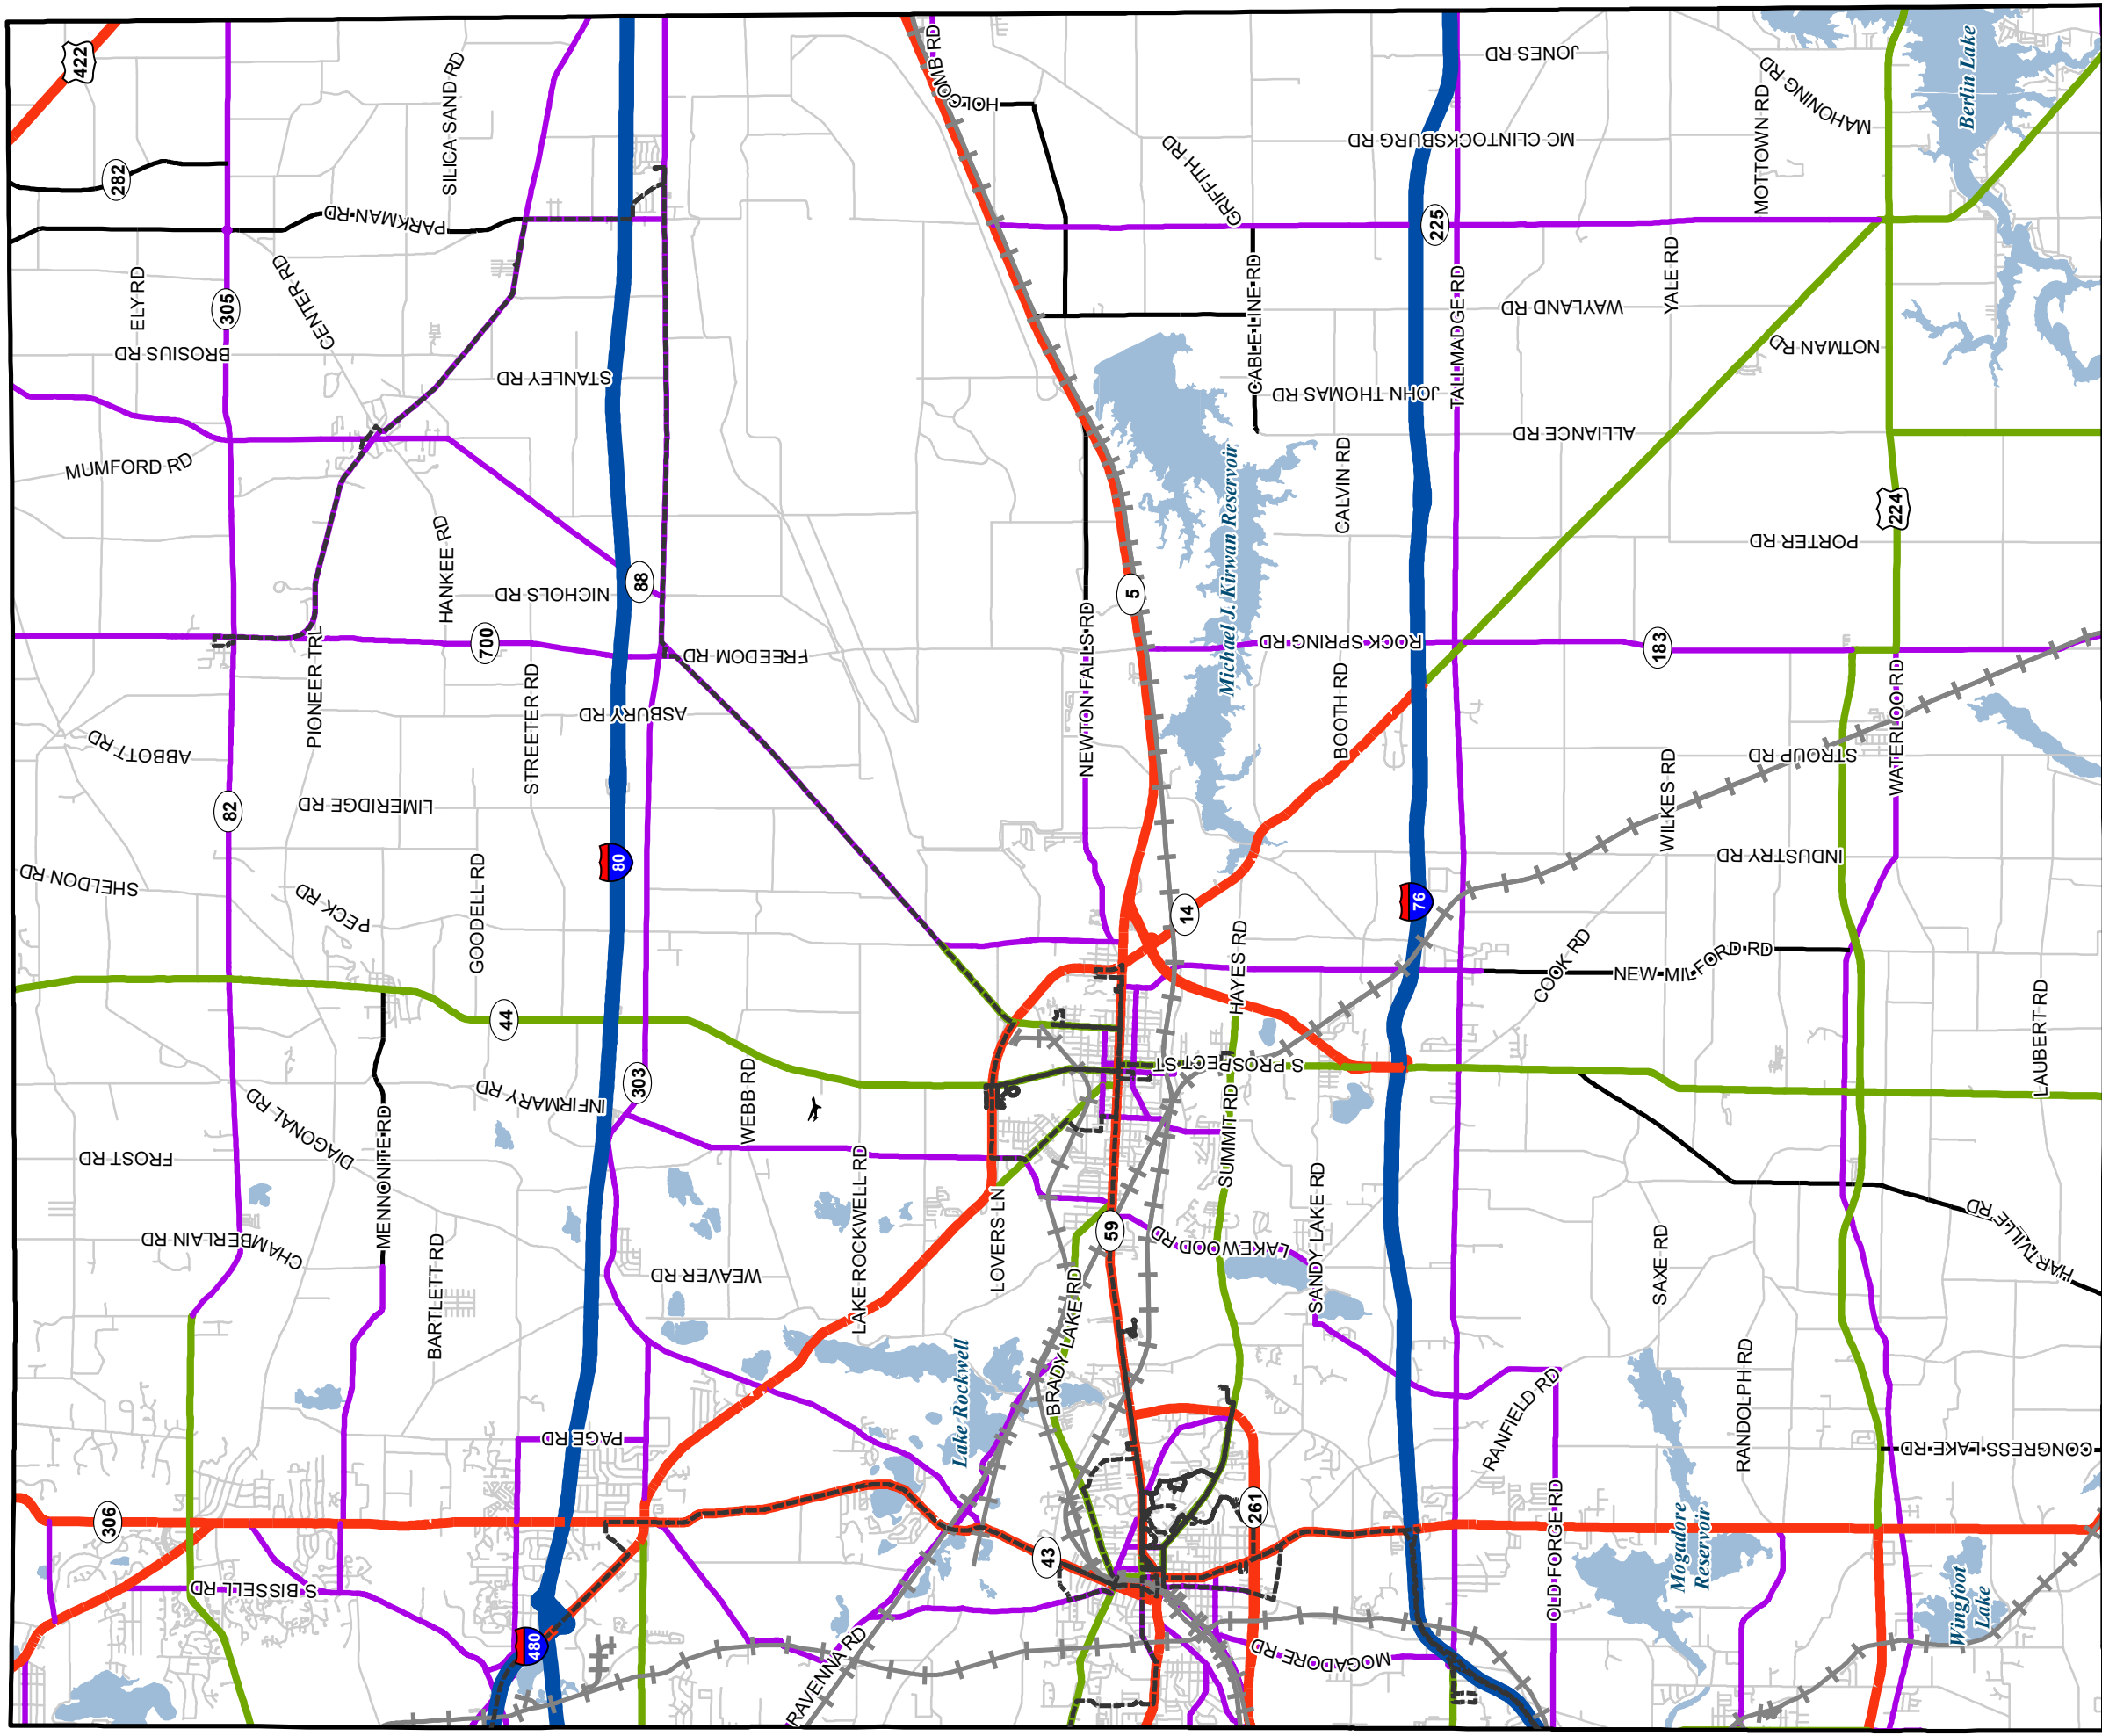 422
282
SILICA SAND RD
PARKMAN RD
ELY RD
305
CENTER RD
BROSIUS RD
STANLEY RD
MUMFORD RD
HANKEE RD
NICHOLS RD
88
700
PIONEER TRL
STREETER RD
FREEDOM RD
ASBURY RD
ABBOTT RD
82
LIMERIDGE RD
80
SHELDON RD
PECK RD
GOODELL RD
44
303
INFIRMARY RD
DIAGONAL RD
MENNONITE RD
FROST RD
CHAMBERLAIN RD
BARTLETT RD
WEBB RD
WEAVER RD
LAKE ROCKWELL RD
LOVERS LN
PAGE RD
306
S BISSELL RD
480
RAVENNA RD
Lake Rockwell
BRADY LAKE RD
43
59
261
HOLCOMB RD
GRIFFITH RD
JONES RD
MC CLINTOCKSBURG RD
MOTTOWN RD
MAHONING RD
Berlin Lake
225
CABLE LINE RD
TALLMADGE RD
WAYLAND RD
YALE RD
NOTMAN RD
JOHN THOMAS RD
ALLIANCE RD
CALVIN RD
Michael J. Kirwan Reservoir
224
PORTER RD
5
NEWTON FALLS RD
ROCK SPRING RD
183
BOOTH RD
WATERLOO RD
STROUP RD
WILKES RD
INDUSTRY RD
76
14
HAYES RD
COOK RD
NEW MILFORD RD
S PROSPECT ST
LAUBERT RD
SUMMIT RD
SANDY LAKE RD
LAKEWOOD RD
HARTVILLE RD
SAXE RD
RANFIELD RD
RANDOLPH RD
CONGRESS LAKE RD
OLD FORGE RD
Mogadore
Reservoir
Wingfoot
Lake
MOGADORE RD